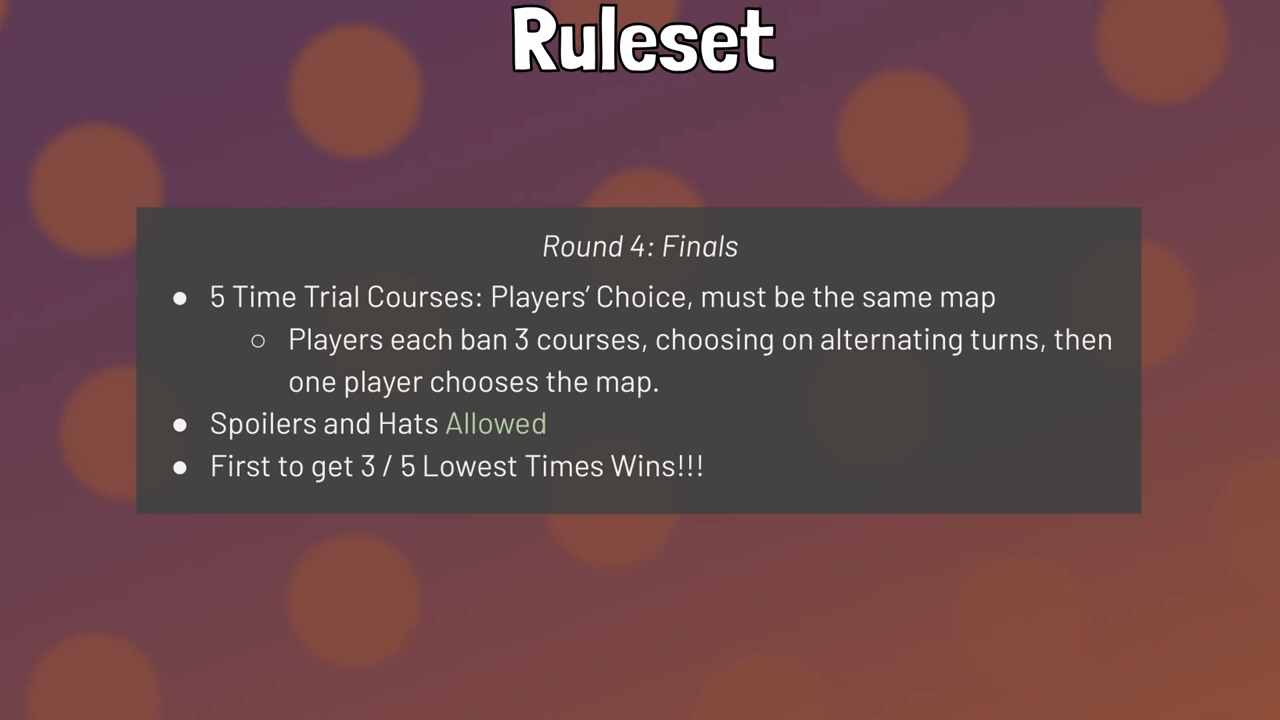 Ruleset
Round 4: Finals
● 5 Time Trial Courses: Players’ Choice, must be the same map
○ Players each ban 3 courses, choosing on alternating turns, then
one player chooses the map.
● Spoilers and Hats Allowed
● First to get 3 / 5 Lowest Times Wins!!!